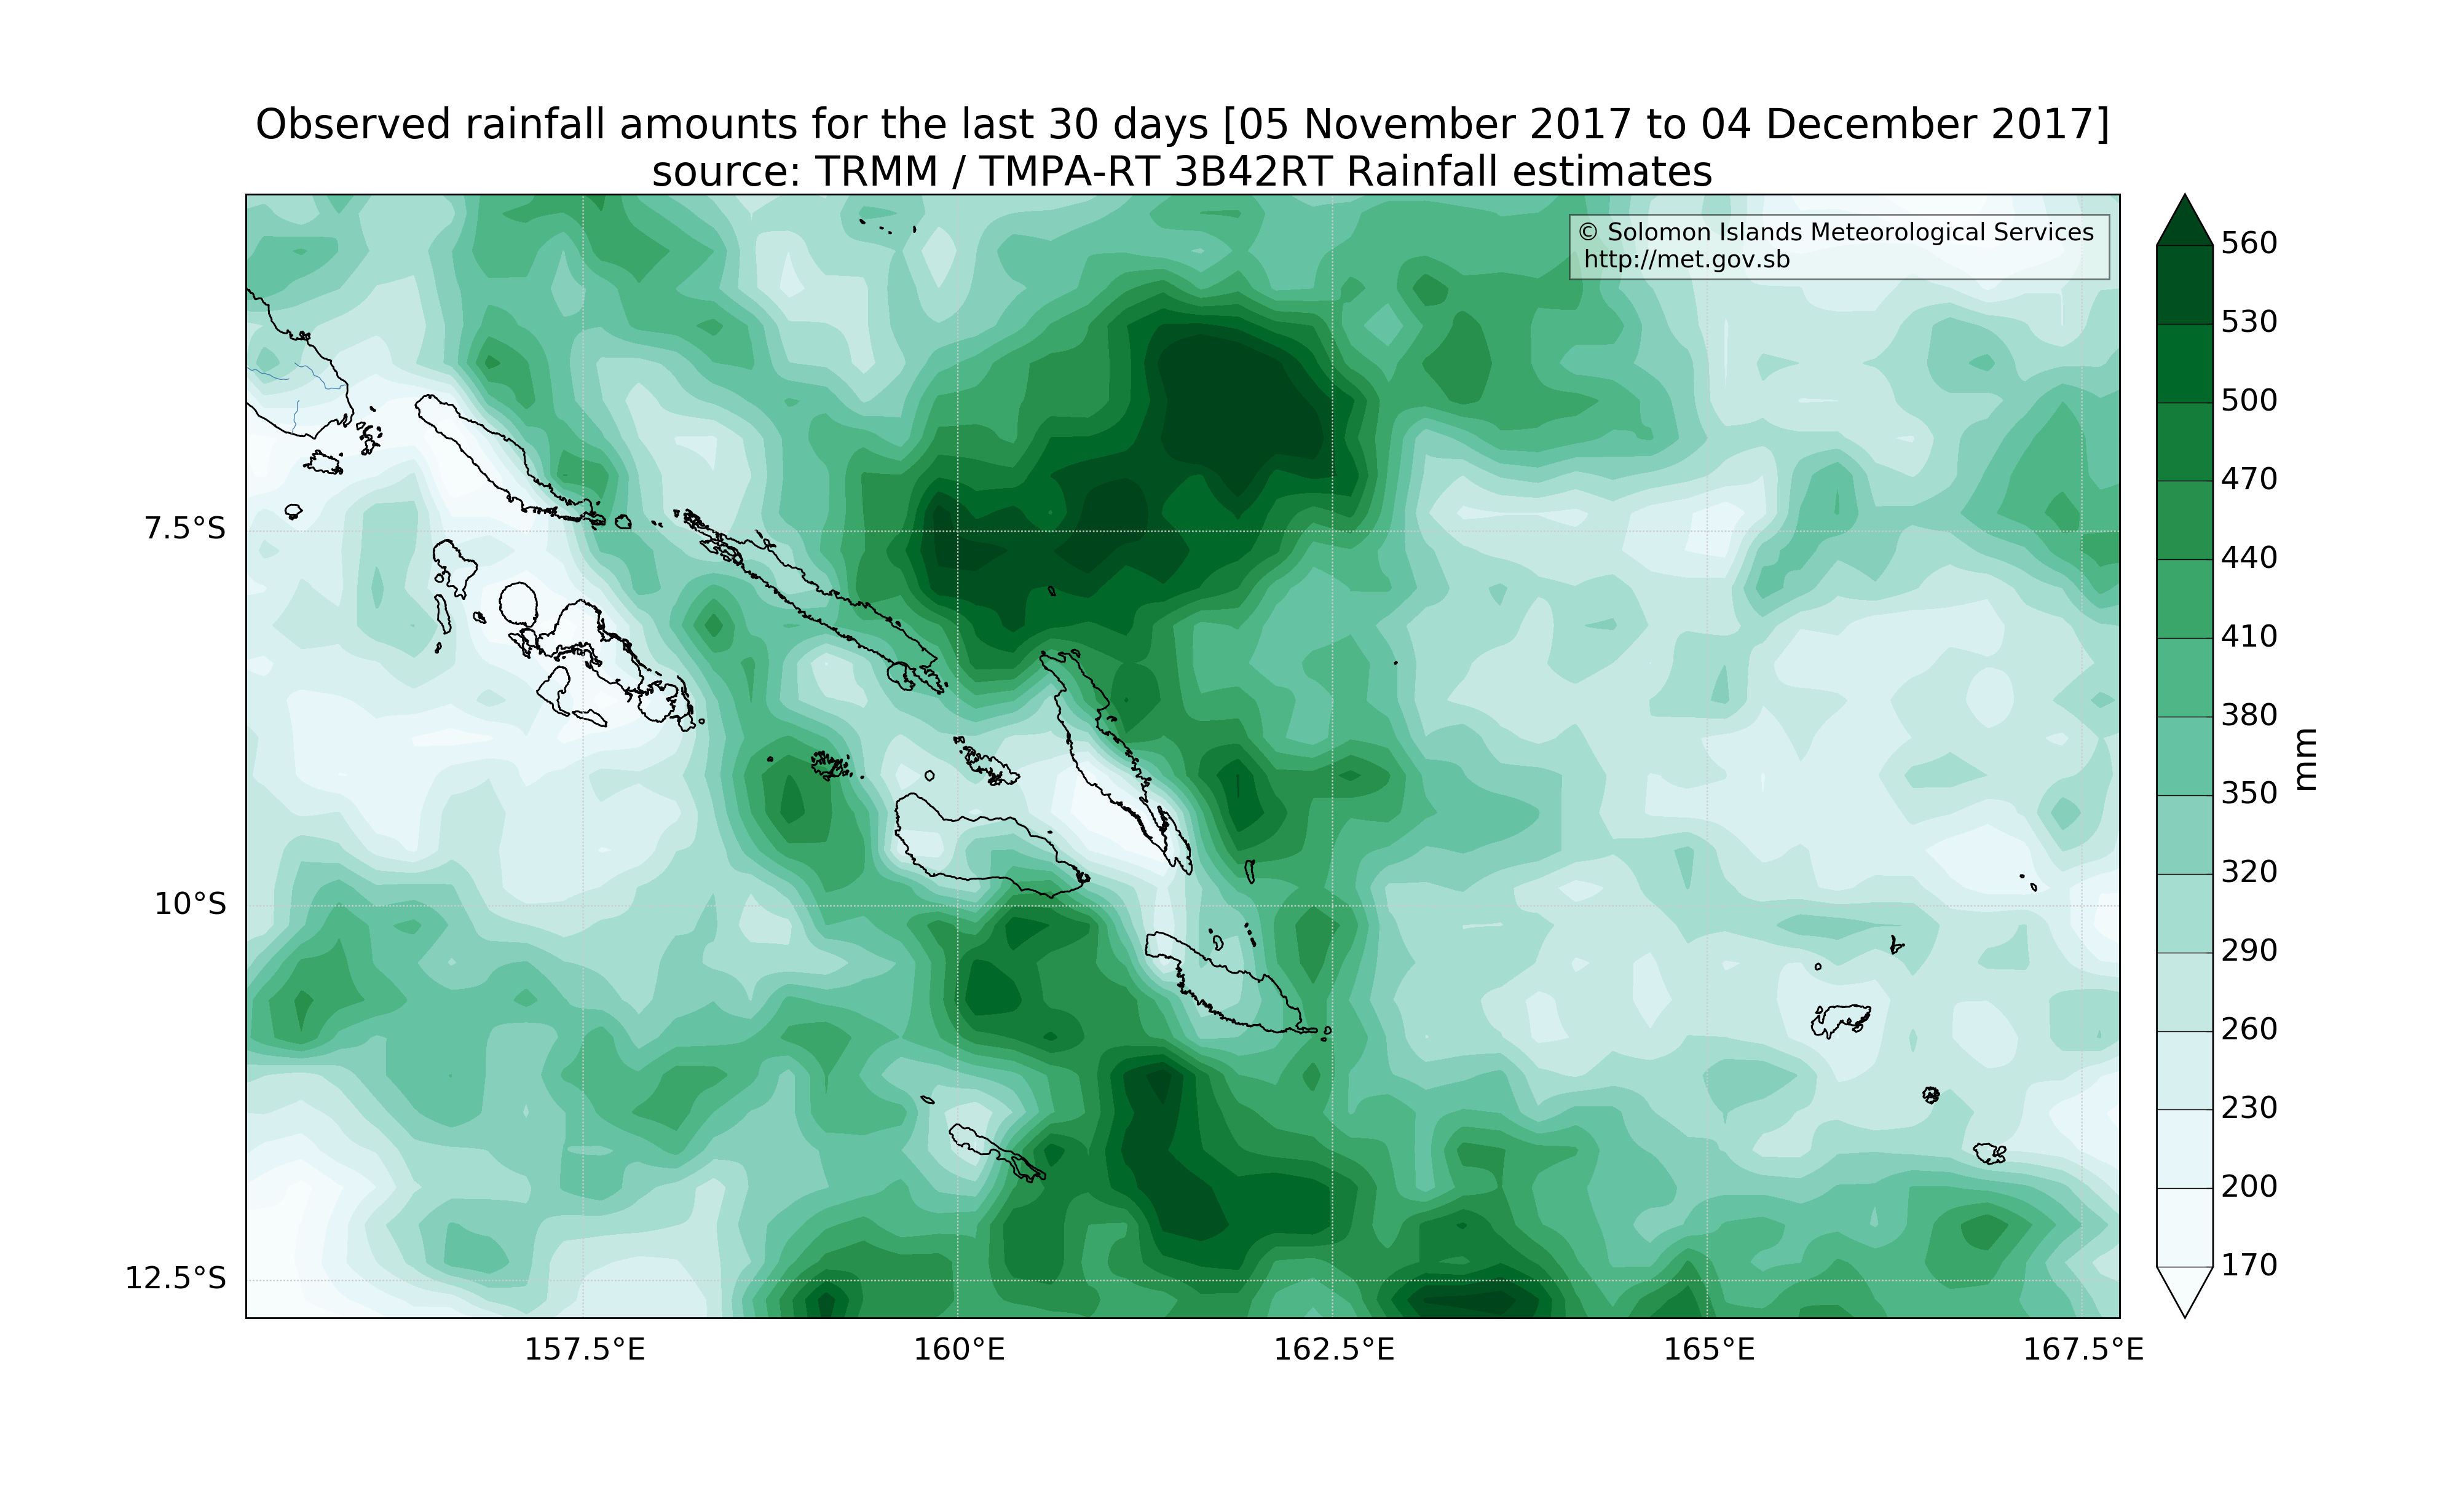 Observed rainfall amounts for the last 30 days [05 November 2017 to 04 December 2017]
source: TRMM / TMPA-RT 3B42RT Rainfall estimates
© Solomon Islands Meteorological Services
http://met.gov.sb
7.5°S
10°S
12.5°S
157.5°E
160°E
162.5°E
165°E
167.5°E
560
530
500
470
440
410
380
350
320
290
260
230
200
170
mm